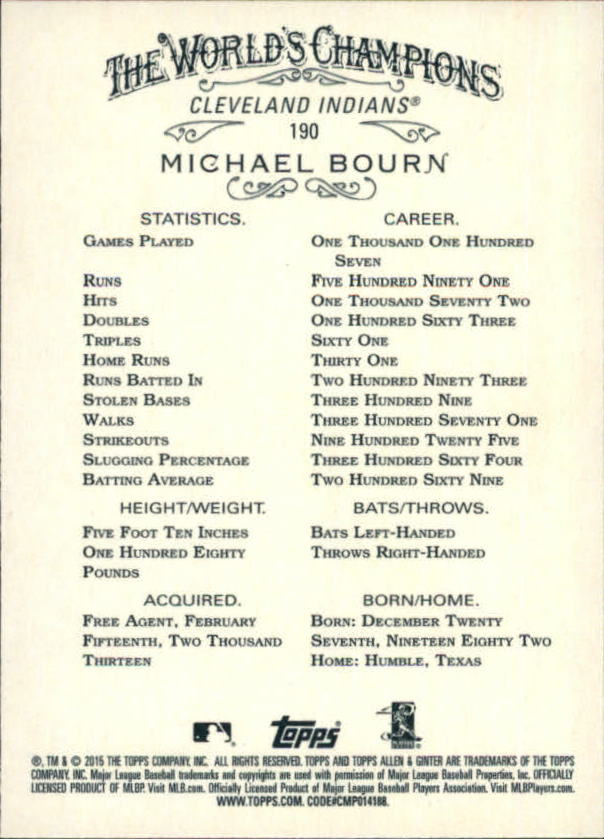 THE WORLD'S CHAMPIONS
CLEVELAND INDIANS®
190
MICHAEL BOURN
STATISTICS. CAREER.
GAMES PLAYED ONE THOUSAND ONE HUNDRED
SEVEN
RUNS FIVE HUNDRED NINETY ONE
HITS ONE THOUSAND SEVENTY TWO
DOUBLES ONE HUNDRED SIXTY THREE
TRIPLES SIXTY ONE
HOME RUNS THIRTY ONE
RUNS BATTED IN TWO HUNDRED NINETY THREE
STOLEN BASES THREE HUNDRED NINE
WALKS THREE HUNDRED SEVENTY ONE
STRIKEOUTS NINE HUNDRED TWENTY FIVE
SLUGGING PERCENTAGE THREE HUNDRED SIXTY FOUR
BATTING AVERAGE TWO HUNDRED SIXTY NINE
HEIGHT/WEIGHT. BATS/THROWS.
FIVE FOOT TEN INCHES BATS LEFT-HANDED
ONE HUNDRED EIGHTY THROWS RIGHT-HANDED
POUNDS
ACQUIRED. BORN/HOME.
FREE AGENT, FEBRUARY BORN: DECEMBER TWENTY
FIFTEENTH, TWO THOUSAND SEVENTH, NINETEEN EIGHTY TWO
THIRTEEN HOME: HUMBLE, TEXAS
topps
®, TM & © 2015 THE TOPPS COMPANY, INC. ALL RIGHTS RESERVED. TOPPS AND TOPPS ALLEN & GINTER ARE TRADEMARKS OF THE TOPPS
COMPANY, INC. Major League Baseball trademarks and copyrights are used with permission of Major League Baseball Properties, Inc. OFFICIALLY
LICENSED PRODUCT OF MLBP. Visit MLB.com. Officially Licensed Product of Major League Baseball Players Association. Visit MLBPlayers.com.
WWW.TOPPS.COM. CODE#CMP014188.